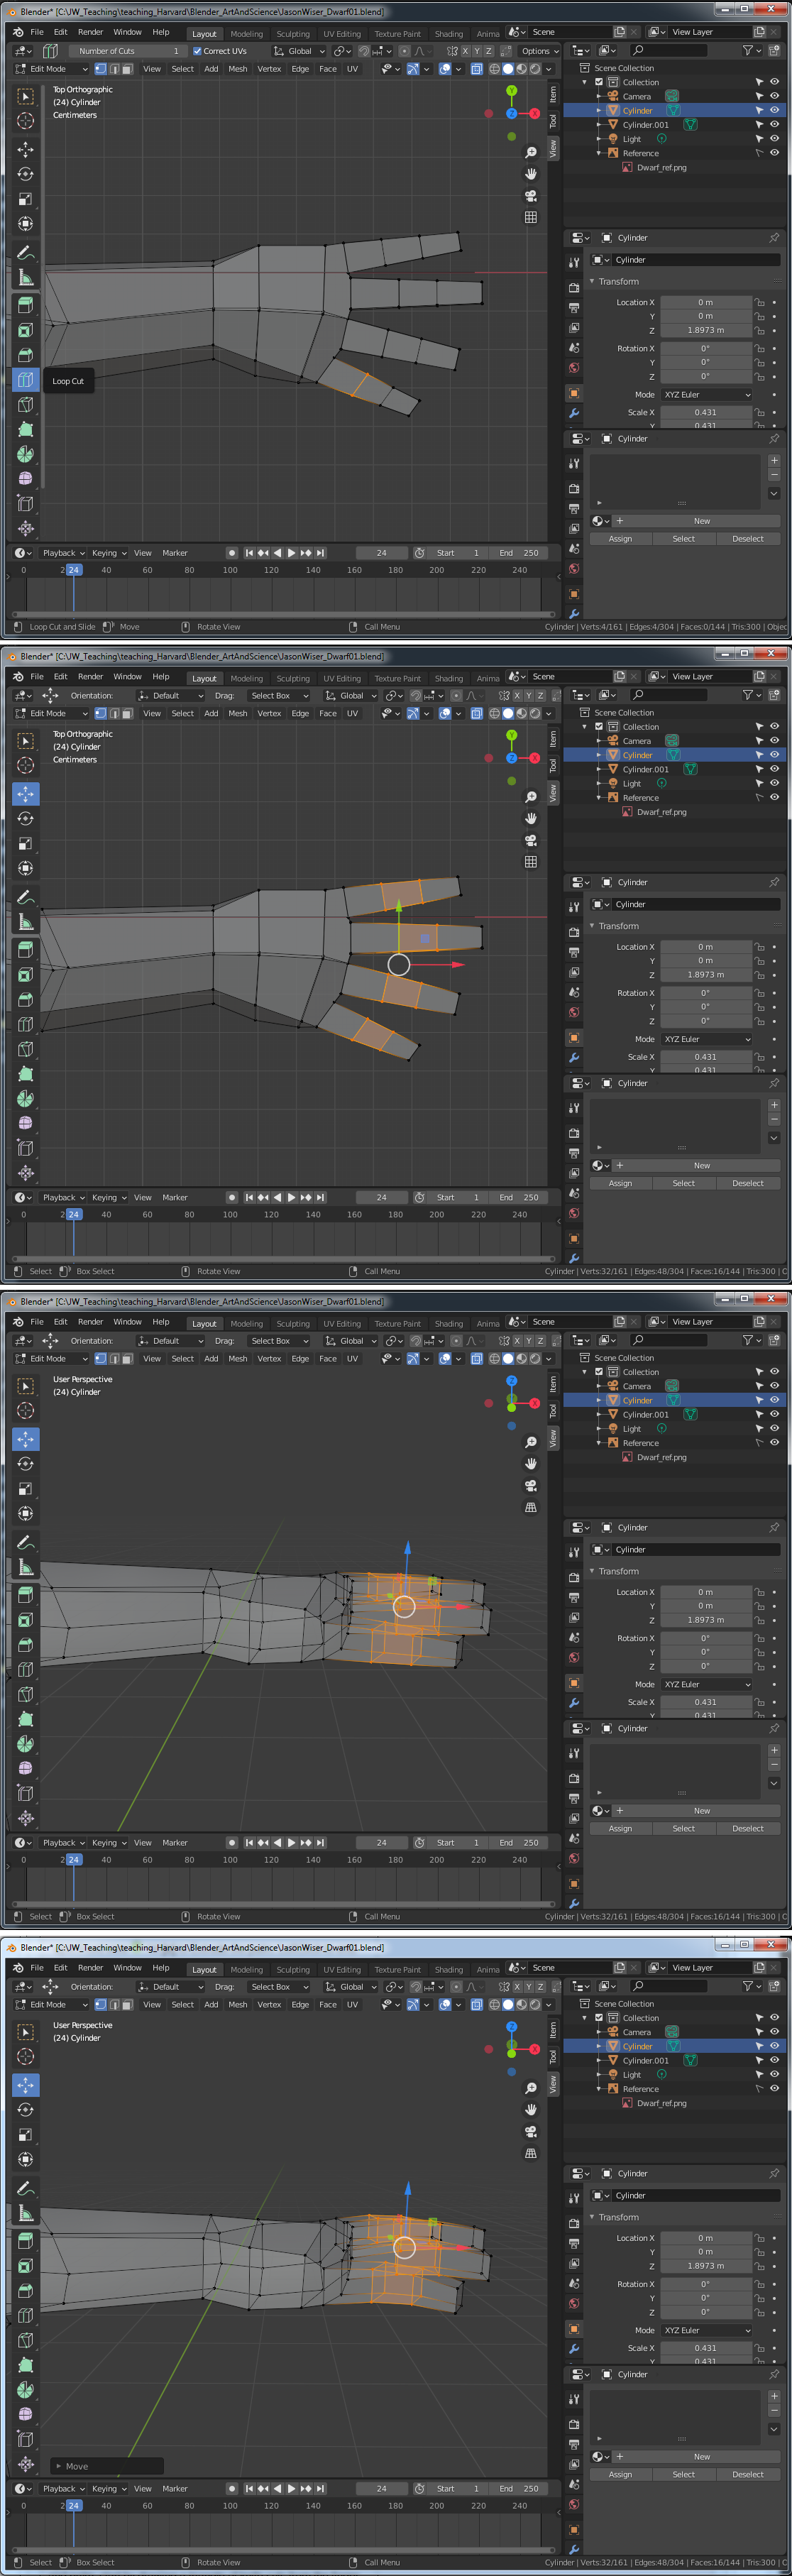 Blender* [C:\JW_Teaching\teaching_Harvard\Blender_ArtAndScience\JasonWiser_Dwarf01.blend]
File Edit Render Window Help Layout Modeling Sculpting UV Editing Texture Paint Shading Anima Scene View Layer
Number of Cuts 1 Correct UVs Global X Y Z Options
Edit Mode View Select Add Mesh Vertex Edge Face UV
Top Orthographic
(24) Cylinder
Centimeters
Item
Tool
View
Y
Z
X
Loop Cut
Scene Collection
Collection
Camera
Cylinder
Cylinder.001
Light
Reference
Dwarf_ref.png
Cylinder
Cylinder
Transform
Location X 0 m
Y 0 m
Z 1.8973 m
Rotation X 0°
Y 0°
Z 0°
Mode XYZ Euler
Scale X 0.431
Y 0.431
Cylinder
New
Assign Select Deselect
Playback Keying View Marker 24 Start 1 End 250
0 2 24 40 60 80 100 120 140 160 180 200 220 240
Loop Cut and Slide Move Rotate View Call Menu Cylinder | Verts:4/161 | Edges:4/304 | Faces:0/144 | Tris:300 | Objec
Blender* [C:\JW_Teaching\teaching_Harvard\Blender_ArtAndScience\JasonWiser_Dwarf01.blend]
File Edit Render Window Help Layout Modeling Sculpting UV Editing Texture Paint Shading Anima Scene View Layer
Orientation: Default Drag: Select Box Global X Y Z
Edit Mode View Select Add Mesh Vertex Edge Face UV
Top Orthographic
(24) Cylinder
Centimeters
Item
Tool
View
Y
Z
X
Scene Collection
Collection
Camera
Cylinder
Cylinder.001
Light
Reference
Dwarf_ref.png
Cylinder
Cylinder
Transform
Location X 0 m
Y 0 m
Z 1.8973 m
Rotation X 0°
Y 0°
Z 0°
Mode XYZ Euler
Scale X 0.431
Y 0.431
Cylinder
New
Assign Select Deselect
Playback Keying View Marker 24 Start 1 End 250
0 24 40 60 80 100 120 140 160 180 200 220 240
Select Box Select Rotate View Call Menu Cylinder | Verts:32/161 | Edges:48/304 | Faces:16/144 | Tris:300 | C
Blender* [C:\JW_Teaching\teaching_Harvard\Blender_ArtAndScience\JasonWiser_Dwarf01.blend]
File Edit Render Window Help Layout Modeling Sculpting UV Editing Texture Paint Shading Anima Scene View Layer
Orientation: Default Drag: Select Box Global X Y Z
Edit Mode View Select Add Mesh Vertex Edge Face UV
User Perspective
(24) Cylinder
Item
Tool
View
Z
X
Scene Collection
Collection
Camera
Cylinder
Cylinder.001
Light
Reference
Dwarf_ref.png
Cylinder
Cylinder
Transform
Location X 0 m
Y 0 m
Z 1.8973 m
Rotation X 0°
Y 0°
Z 0°
Mode XYZ Euler
Scale X 0.431
Y 0.431
Cylinder
New
Assign Select Deselect
Playback Keying View Marker 24 Start 1 End 250
0 24 40 60 80 100 120 140 160 180 200 220 240
Select Box Select Rotate View Call Menu Cylinder | Verts:32/161 | Edges:48/304 | Faces:16/144 | Tris:300 | C
Blender* [C:\JW_Teaching\teaching_Harvard\Blender_ArtAndScience\JasonWiser_Dwarf01.blend]
File Edit Render Window Help Layout Modeling Sculpting UV Editing Texture Paint Shading Anima Scene View Layer
Orientation: Default Drag: Select Box Global X Y Z
Edit Mode View Select Add Mesh Vertex Edge Face UV
User Perspective
(24) Cylinder
Item
Tool
View
Z
X
Scene Collection
Collection
Camera
Cylinder
Cylinder.001
Light
Reference
Dwarf_ref.png
Cylinder
Cylinder
Transform
Location X 0 m
Y 0 m
Z 1.8973 m
Rotation X 0°
Y 0°
Z 0°
Mode XYZ Euler
Scale X 0.431
Y 0.431
Cylinder
New
Assign Select Deselect
Move
Playback Keying View Marker 24 Start 1 End 250
0 24 40 60 80 100 120 140 160 180 200 220 240
Select Box Select Rotate View Call Menu Cylinder | Verts:32/161 | Edges:48/304 | Faces:16/144 | Tris:300 | C